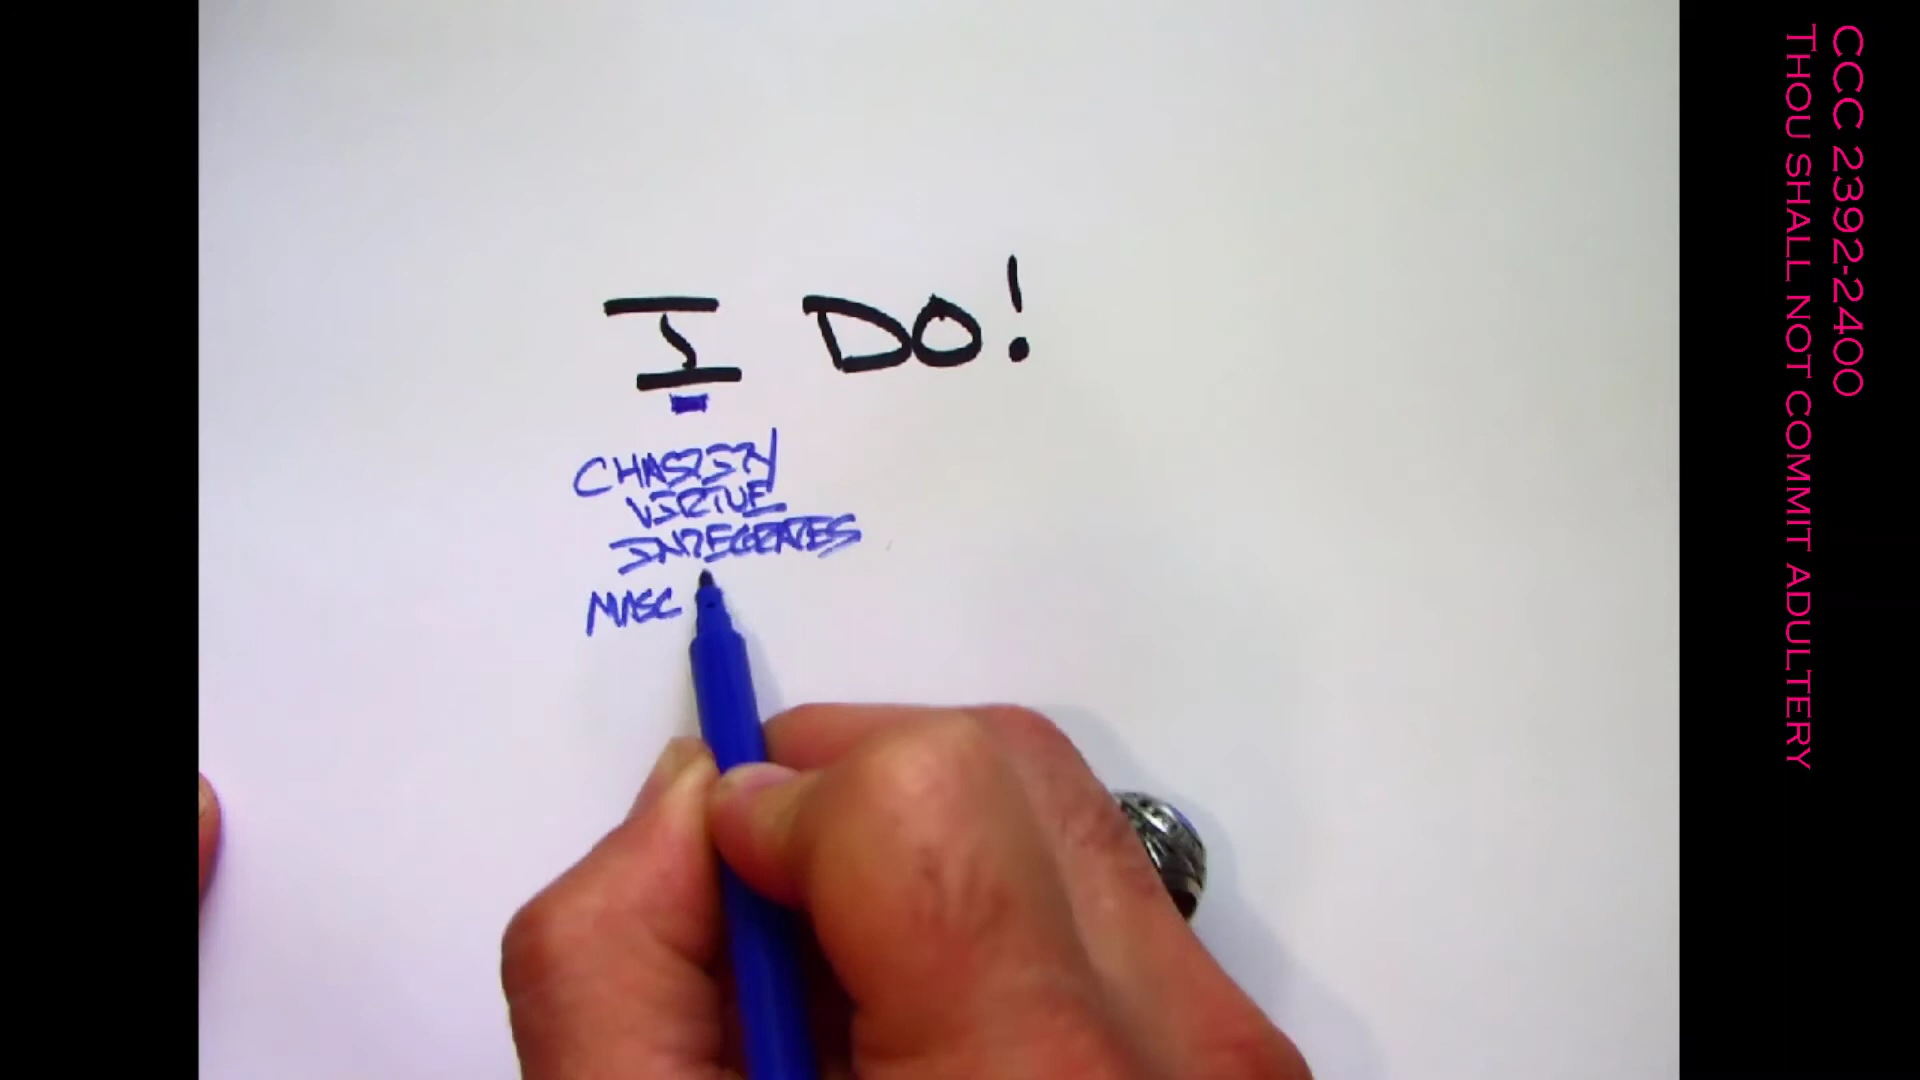 I DO!
CHASTITY
VIRTUE
INTEGRATES
MASC
CCC 2392-2400
THOU SHALL NOT COMMIT ADULTERY